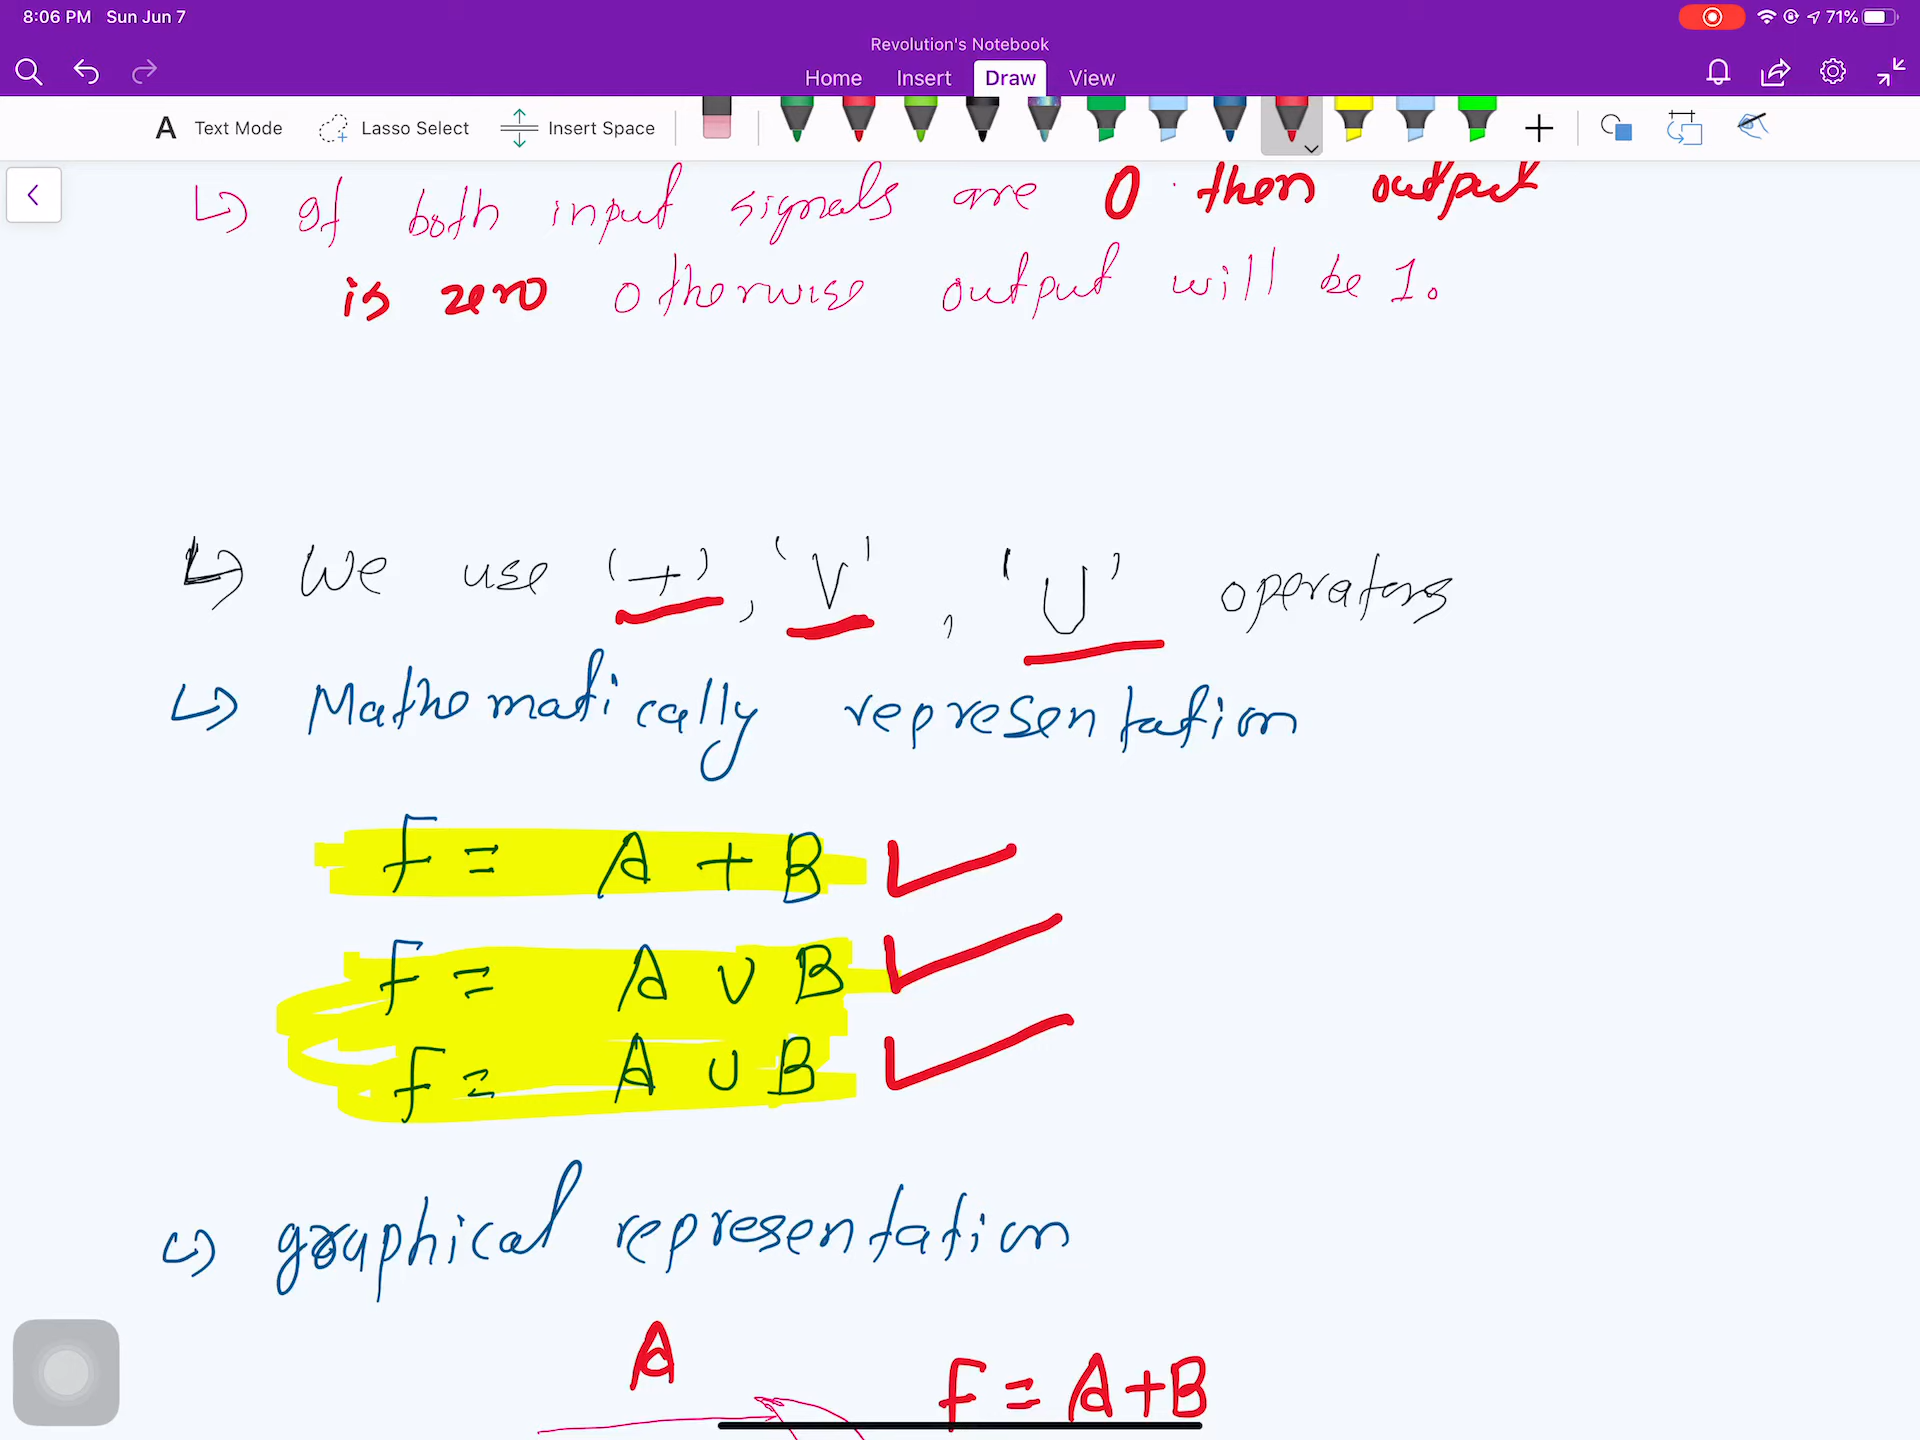 8:06 PM Sun Jun 7
71%
Revolution's Notebook
Home Insert Draw View
A Text Mode Lasso Select Insert Space
↳ If both input signals are 0 then output
is zero otherwise output will be 1.
↳ We use '+', 'V', 'U' operators
↳ Mathematically representation
F = A + B
F = A ∨ B
F = A ∪ B
↳ graphical representation
A
F = A+B